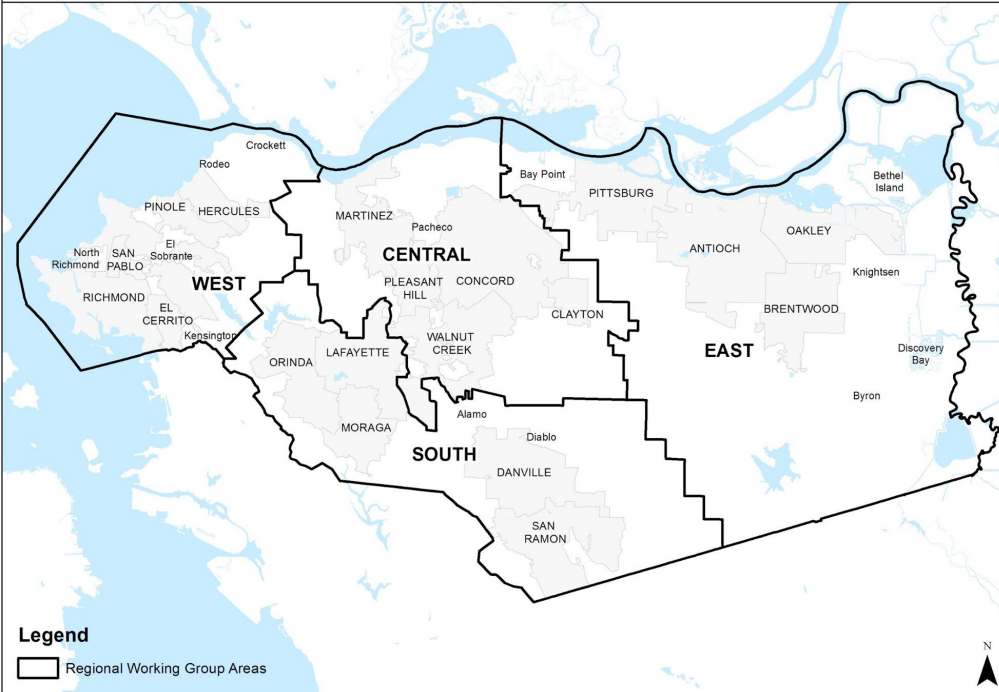 Crockett
Rodeo
PINOLE
HERCULES
North
Richmond
SAN
PABLO
El
Sobrante
RICHMOND
EL
CERRITO
Kensington
WEST
MARTINEZ
Pacheco
CENTRAL
PLEASANT
HILL
CONCORD
CLAYTON
WALNUT
CREEK
ORINDA
LAFAYETTE
MORAGA
Alamo
SOUTH
Diablo
DANVILLE
SAN
RAMON
Bay Point
PITTSBURG
ANTIOCH
OAKLEY
Bethel
Island
Knightsen
BRENTWOOD
EAST
Discovery
Bay
Byron
Legend
Regional Working Group Areas
N